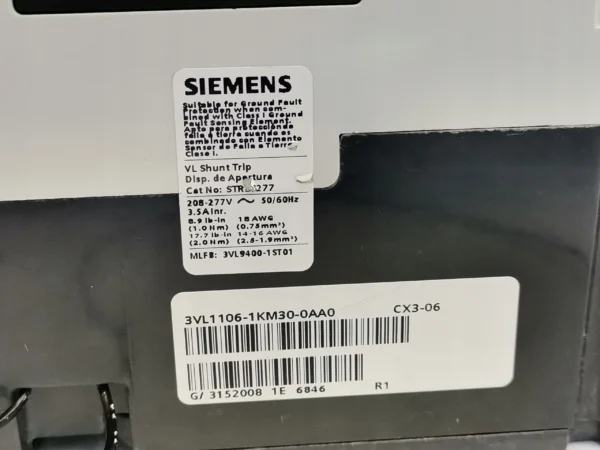 SIEMENS
Suitable for Ground Fault
Protection when com-
bined with Class I Ground
Fault Sensing Element.
Apto para protección de
falla a tierra cuando es
combinado con Elemento
Sensor de Falla a Tierra
Clase I.
VL Shunt Trip
Disp. de Apertura
Cat No: 277
208-277V ~ 50/60Hz
3.5A inr.
8.9 lb-in 18 AWG
(1.0 Nm) (0.75mm²)
17.7 lb-in 14-16 AWG
(2.0 Nm) (2.5-1.9mm²)
MLFB: 3VL9400-1ST01
3VL1106-1KM30-0AA0 CX3-06
G/ 3152008 1E 6846 R1